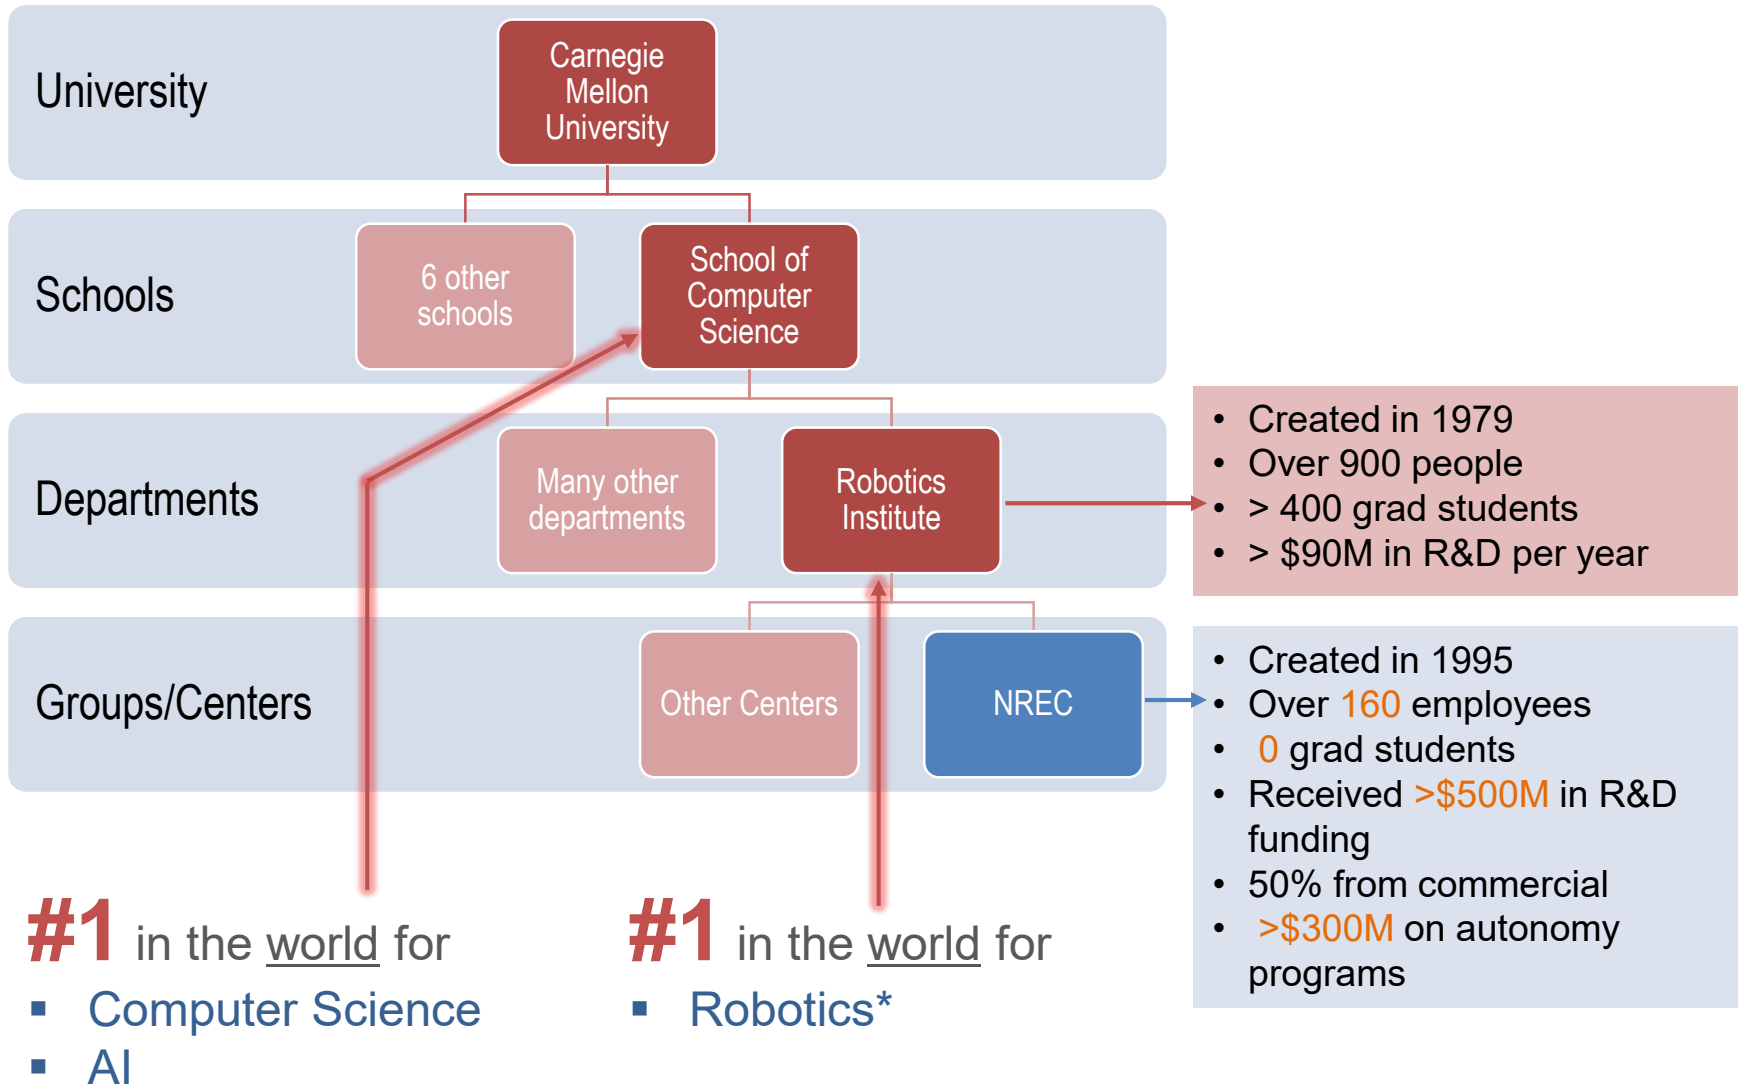 University
Carnegie
Mellon
University
Schools
6 other
schools
School of
Computer
Science
Departments
Many other
departments
Robotics
Institute
• Created in 1979
• Over 900 people
• > 400 grad students
• > $90M in R&D per year
Groups/Centers
Other Centers
NREC
• Created in 1995
• Over 160 employees
• 0 grad students
• Received >$500M in R&D
funding
• 50% from commercial
• >$300M on autonomy
programs
#1 in the world for
▪ Computer Science
▪ AI
#1 in the world for
▪ Robotics*